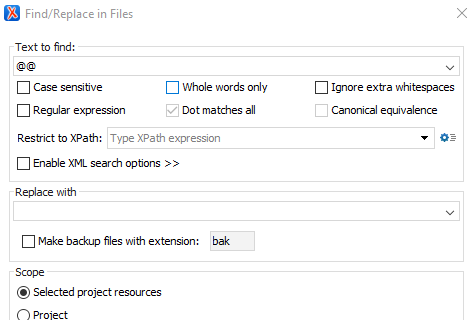 Find/Replace in Files
Text to find:
@@
Case sensitive Whole words only Ignore extra whitespaces
Regular expression Dot matches all Canonical equivalence
Restrict to XPath: Type XPath expression
Enable XML search options >>
Replace with
Make backup files with extension: bak
Scope
Selected project resources
Project